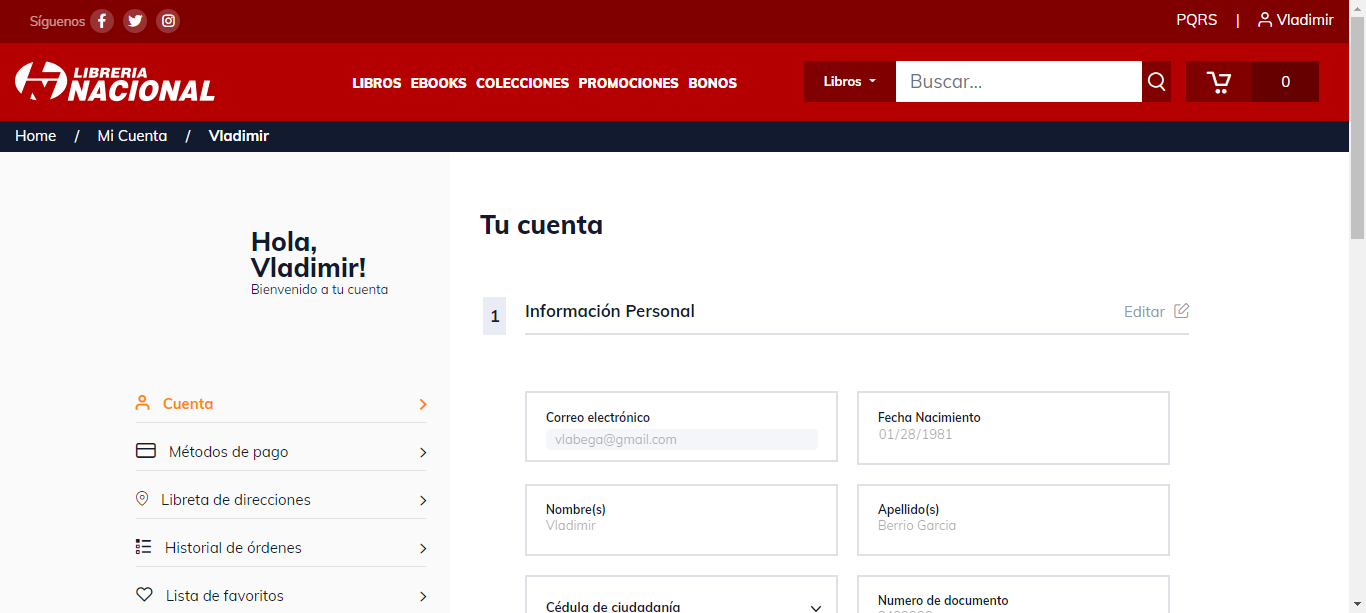 Síguenos
PQRS | Vladimir
LIBRERIA
NACIONAL
LIBROS EBOOKS COLECCIONES PROMOCIONES BONOS
Libros
Buscar...
0
Home / Mi Cuenta / Vladimir
Hola,
Vladimir!
Bienvenido a tu cuenta
Cuenta
Métodos de pago
Libreta de direcciones
Historial de órdenes
Lista de favoritos
Tu cuenta
1 Información Personal
Editar
Correo electrónico
vlabega@gmail.com
Fecha Nacimiento
01/28/1981
Nombre(s)
Vladimir
Apellido(s)
Berrio Garcia
Cédula de ciudadanía
Numero de documento